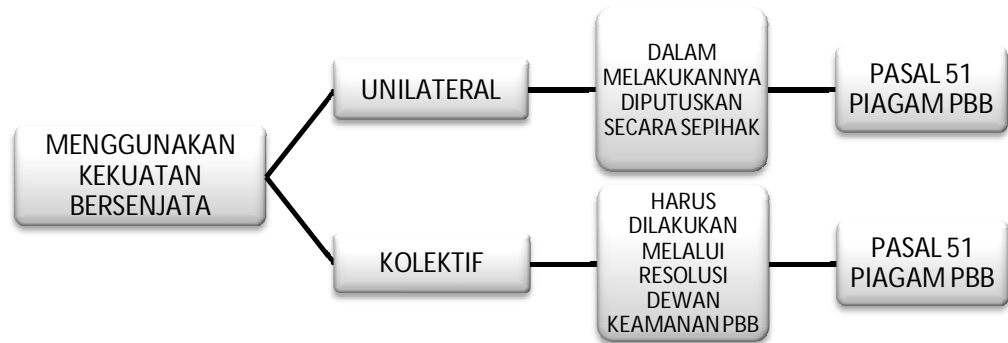 MENGGUNAKAN
KEKUATAN
BERSENJATA
UNILATERAL
DALAM
MELAKUKANNYA
DIPUTUSKAN
SECARA SEPIHAK
PASAL 51
PIAGAM PBB
KOLEKTIF
HARUS
DILAKUKAN
MELALUI
RESOLUSI
DEWAN
KEAMANAN PBB
PASAL 51
PIAGAM PBB